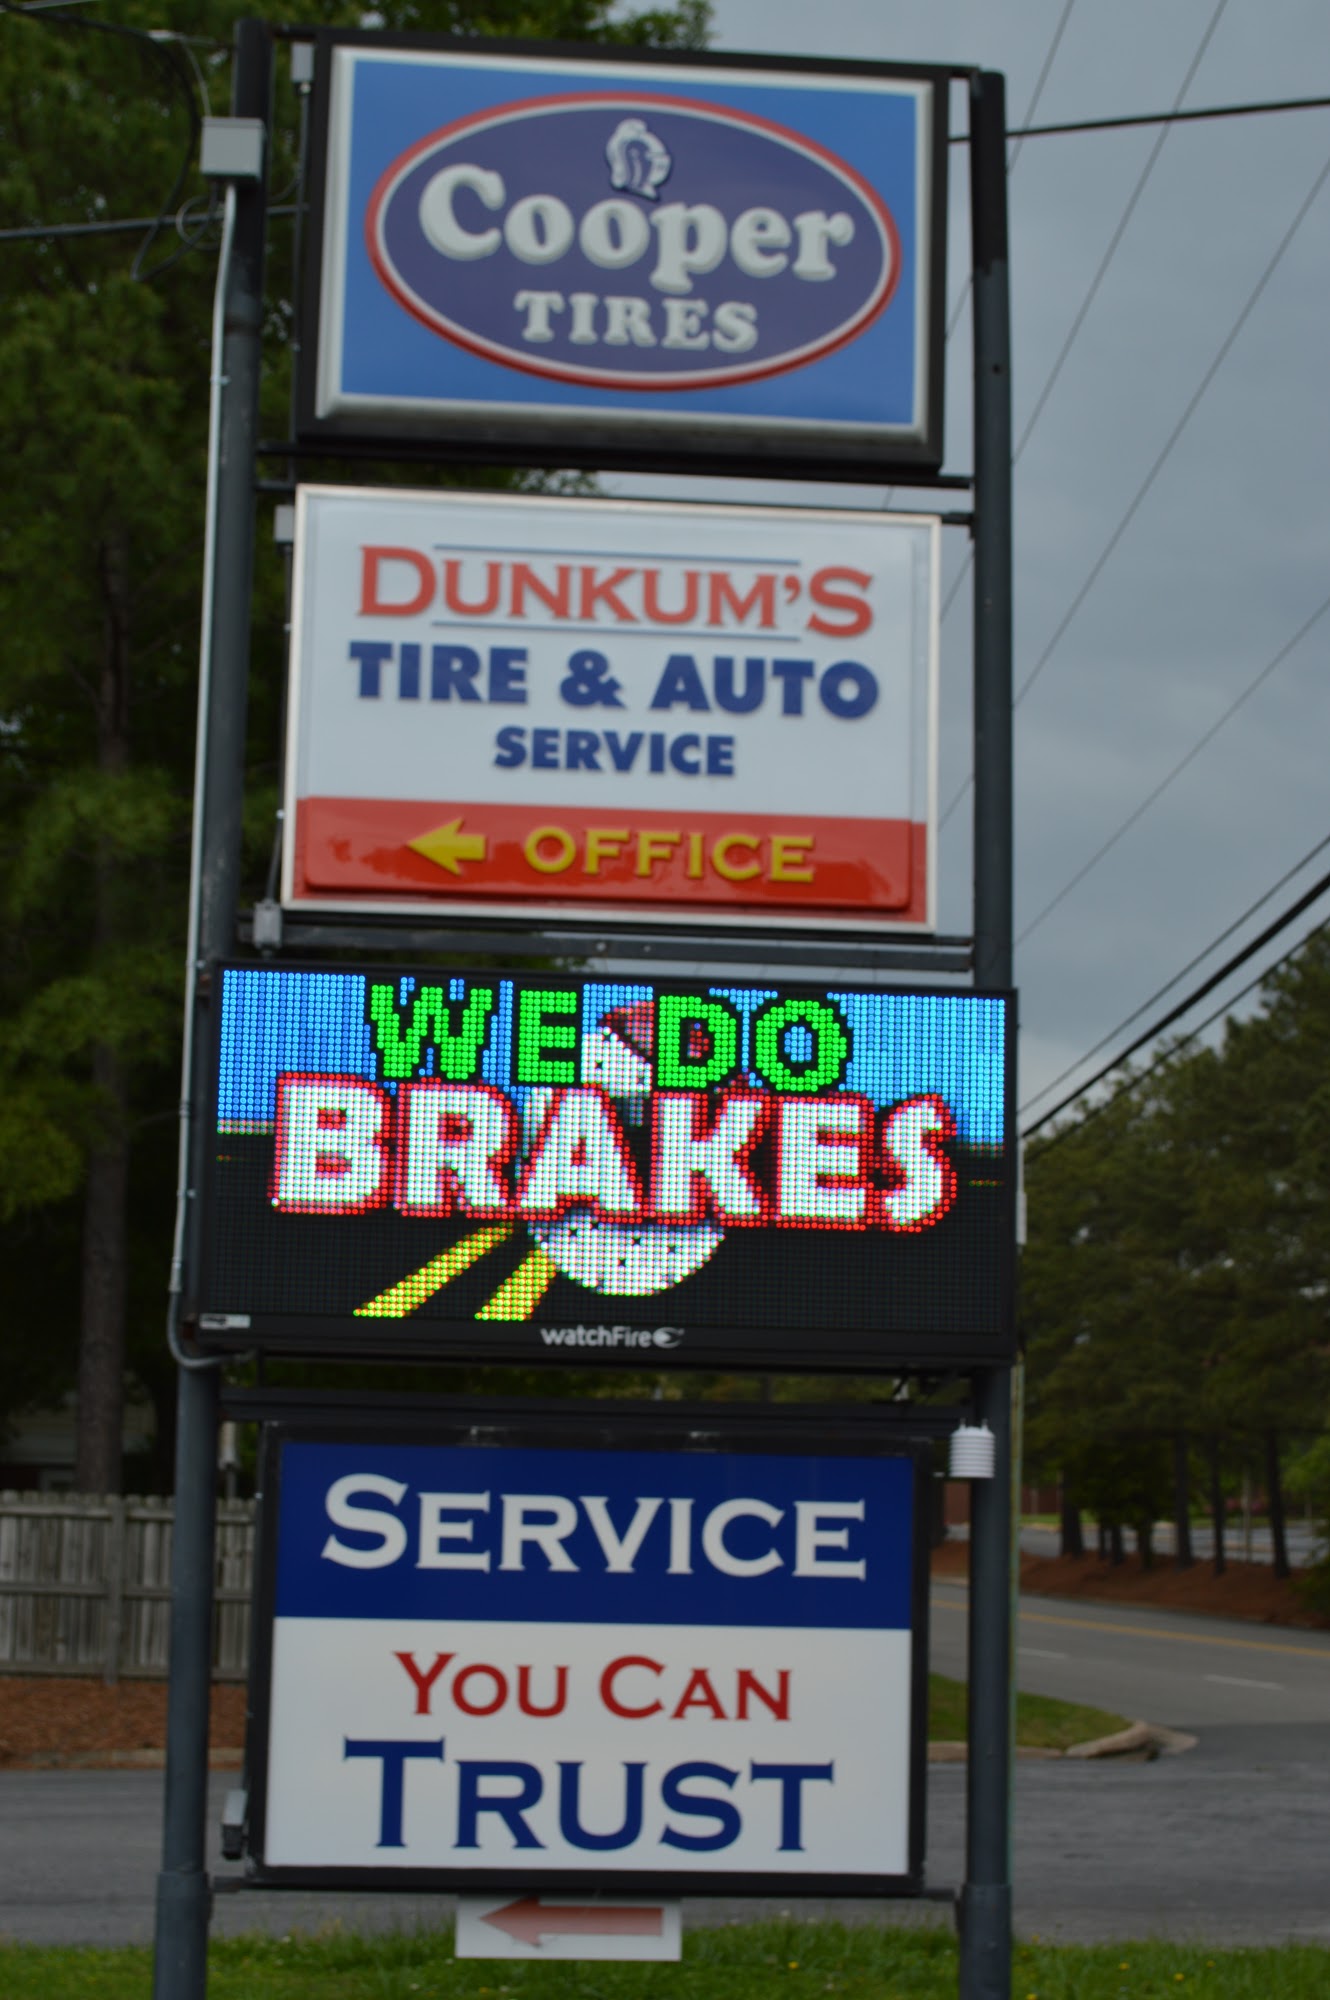 Cooper
TIRES
DUNKUM'S
TIRE & AUTO
SERVICE
OFFICE
WE DO
BRAKES
watchFire
SERVICE
YOU CAN
TRUST